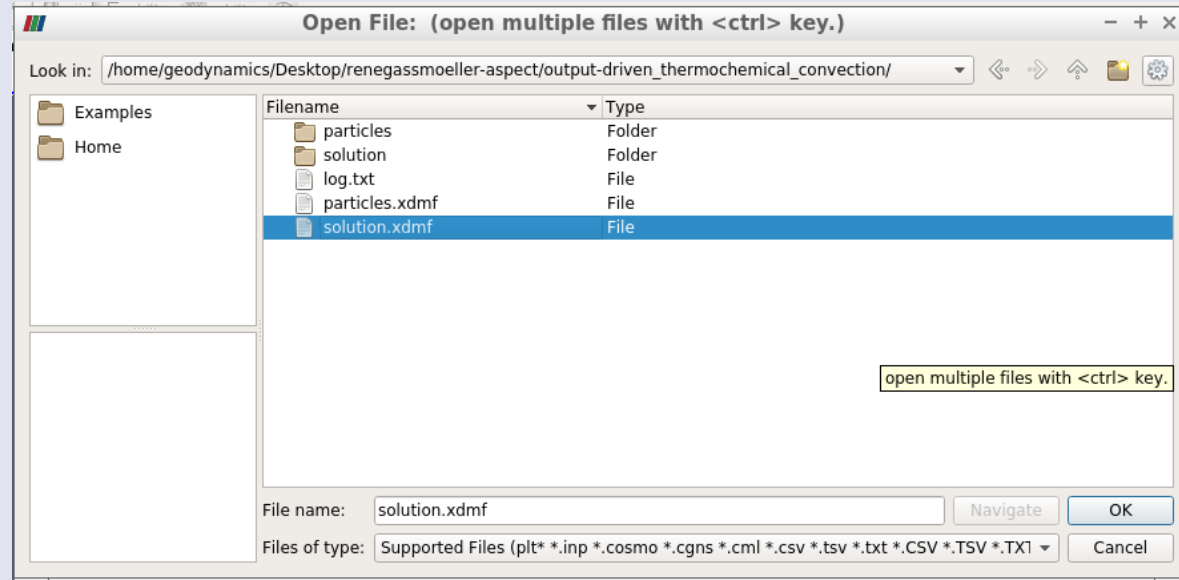 Open File: (open multiple files with <ctrl> key.)
Look in: /home/geodynamics/Desktop/renegassmoeller-aspect/output-driven_thermochemical_convection/
Examples
Home
Filename Type
particles Folder
solution Folder
log.txt File
particles.xdmf File
solution.xdmf File
open multiple files with <ctrl> key.
File name: solution.xdmf Navigate OK
Files of type: Supported Files (plt* *.inp *.cosmo *.cgns *.cml *.csv *.tsv *.txt *.CSV *.TSV *.TXT Cancel